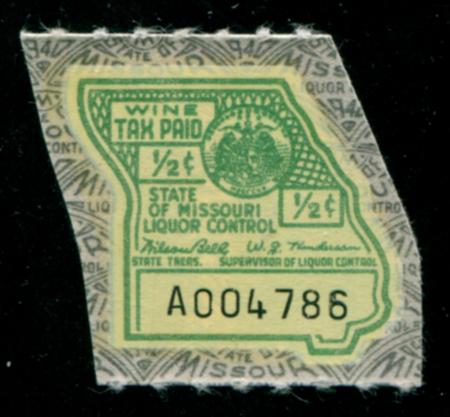 WINE
TAX PAID
½¢
½¢
STATE
OF MISSOURI
LIQUOR CONTROL
Wilson Bell W. G. Henderson
STATE TREAS. SUPERVISOR OF LIQUOR CONTROL
A004786
MISSOURI